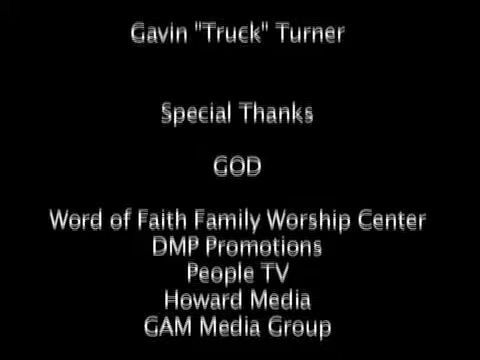 Gavin "Truck" Turner
Special Thanks
GOD
Word of Faith Family Worship Center
DMP Promotions
People TV
Howard Media
GAM Media Group